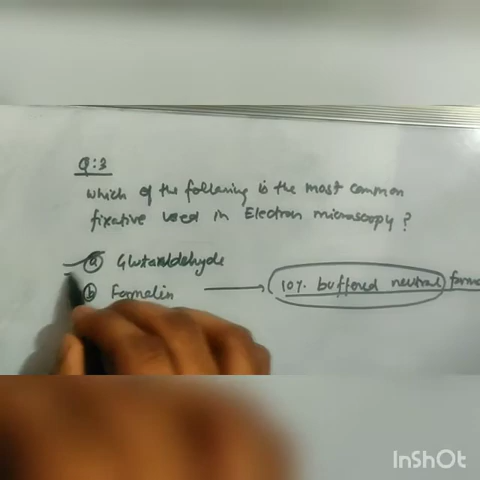 Q:3
Which of the following is the most common
fixative used in Electron microscopy ?
a Glutaraldehyde
b Formalin → 10%. buffered neutral
InShOt